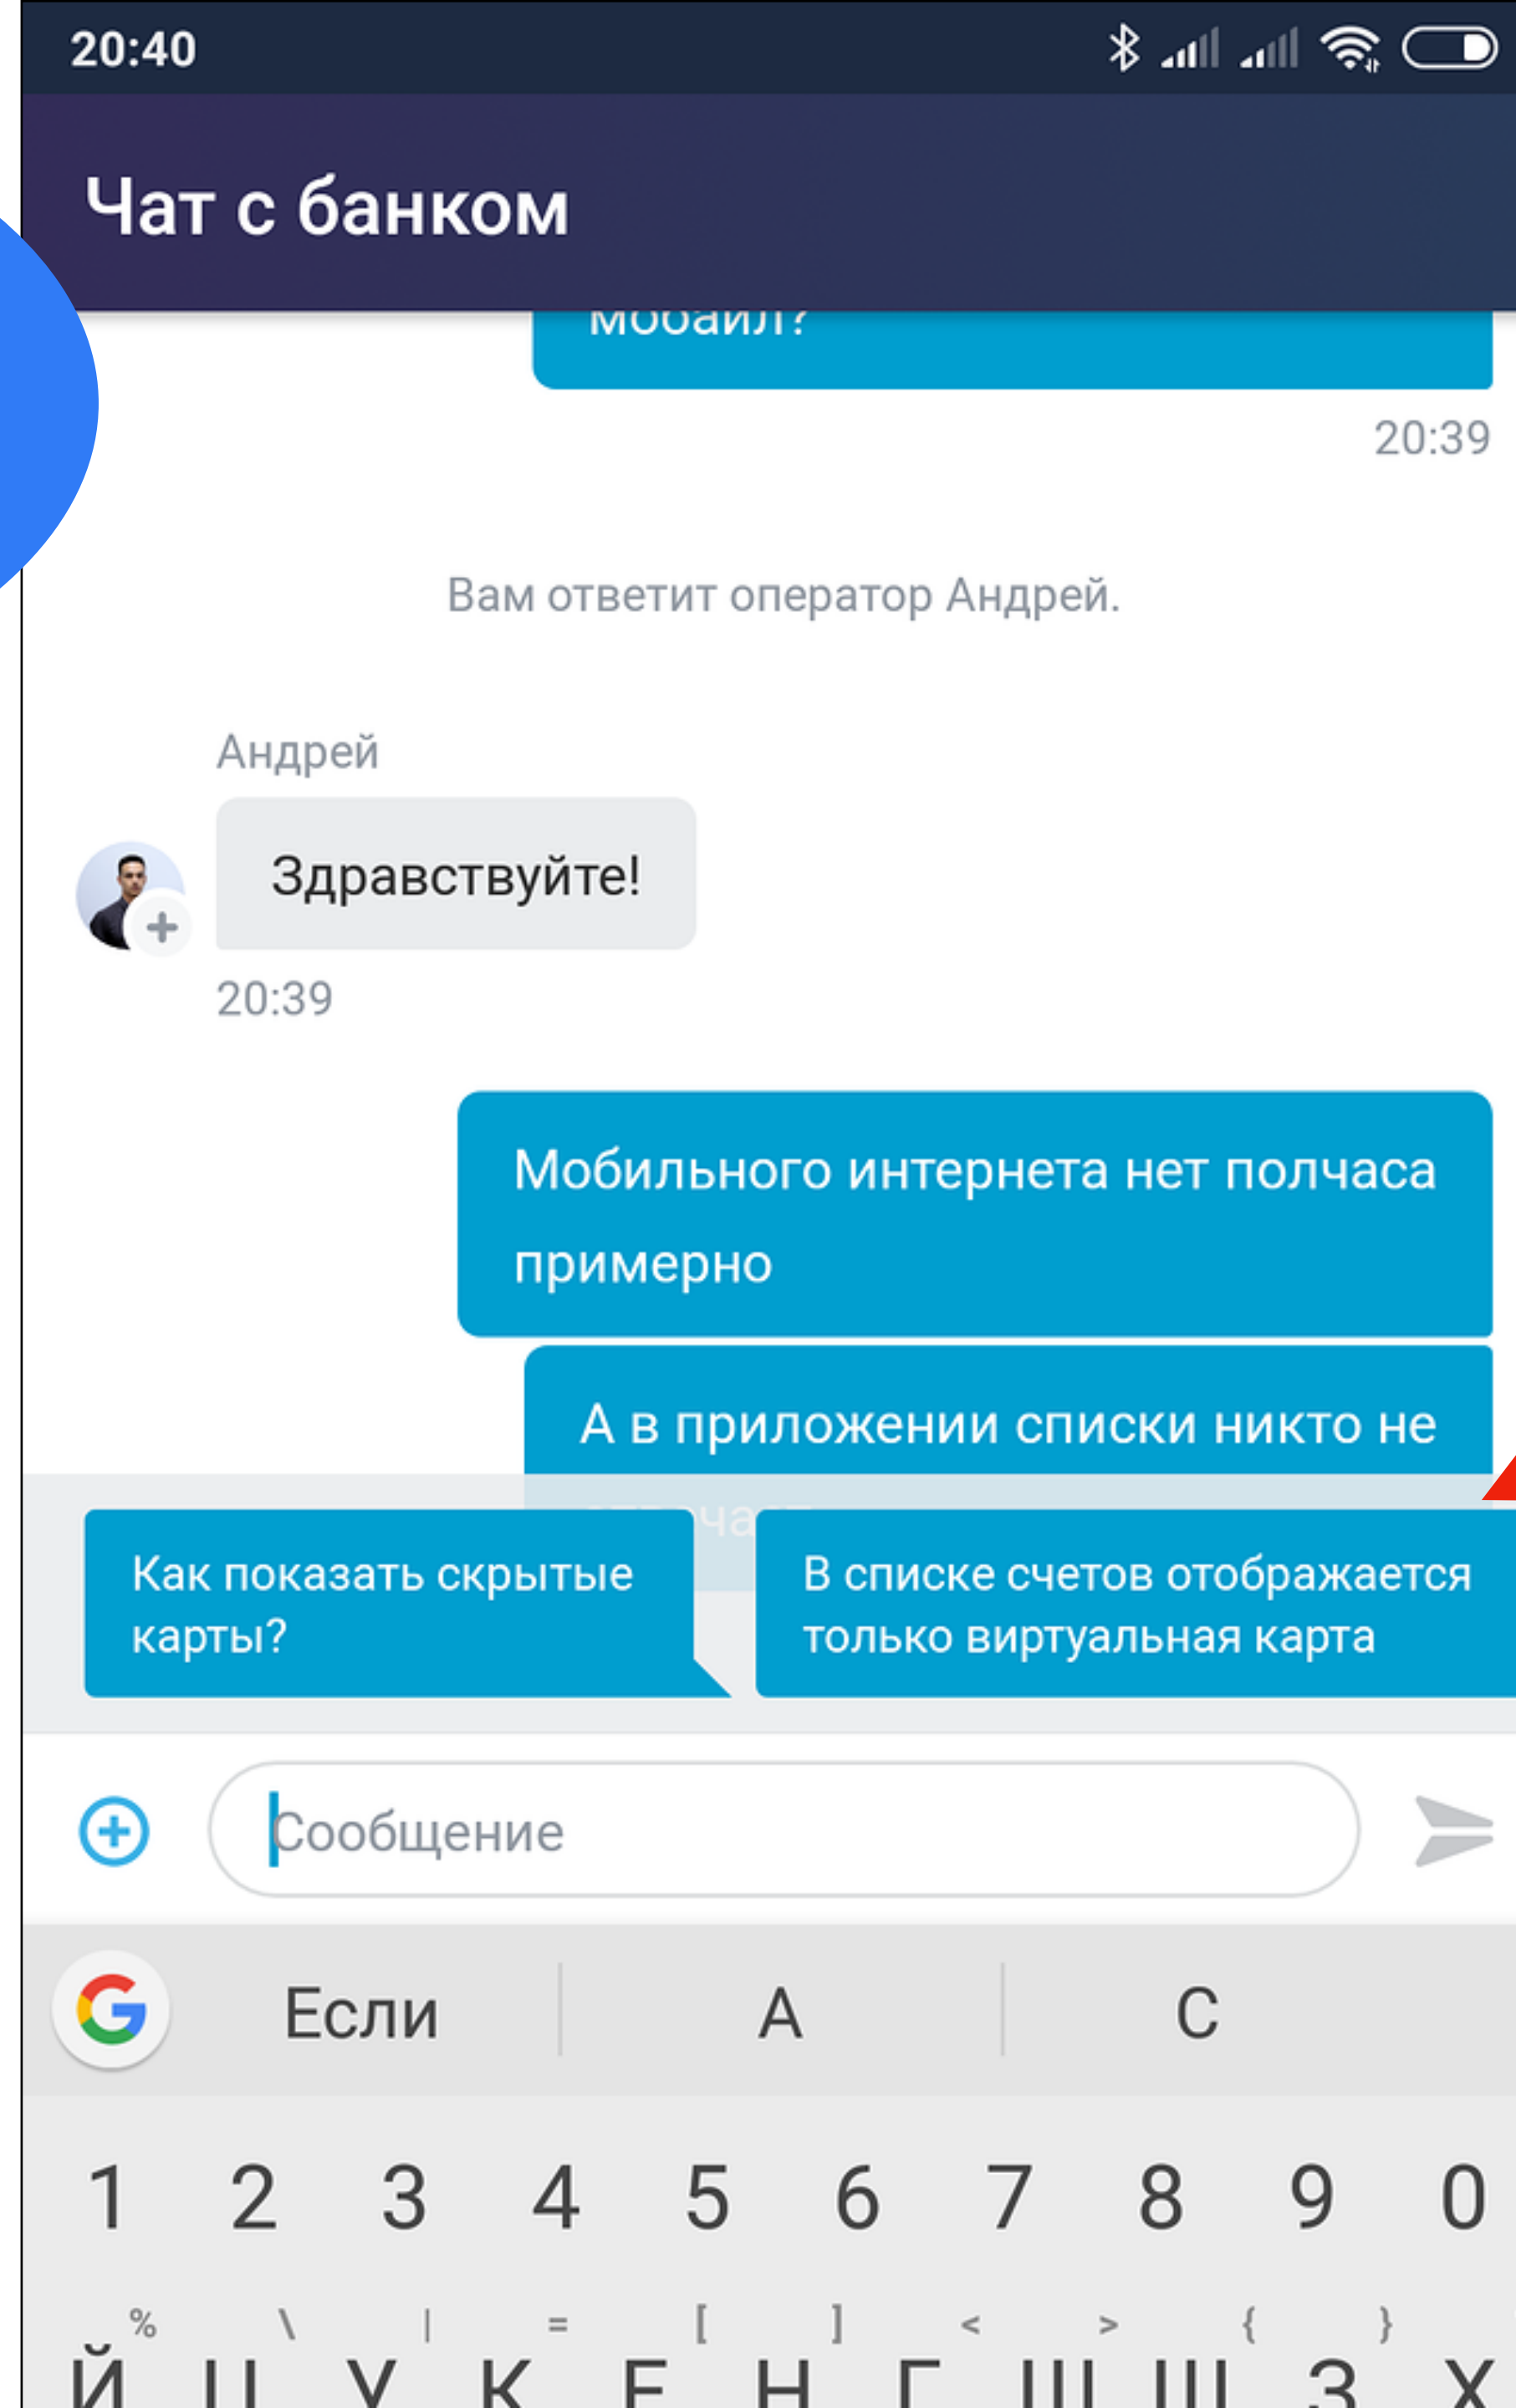 20:40
Чат с банком
мобайл?
20:39
Вам ответит оператор Андрей.
Андрей
Здравствуйте!
20:39
Мобильного интернета нет полчаса
примерно
А в приложении списки никто не
Как показать скрытые
карты?
В списке счетов отображается
только виртуальная карта
Сообщение
Если А С
1 2 3 4 5 6 7 8 9 0
% \ | = [ ] < > { }
Й Ц У К Е Н Г Ш Щ З Х